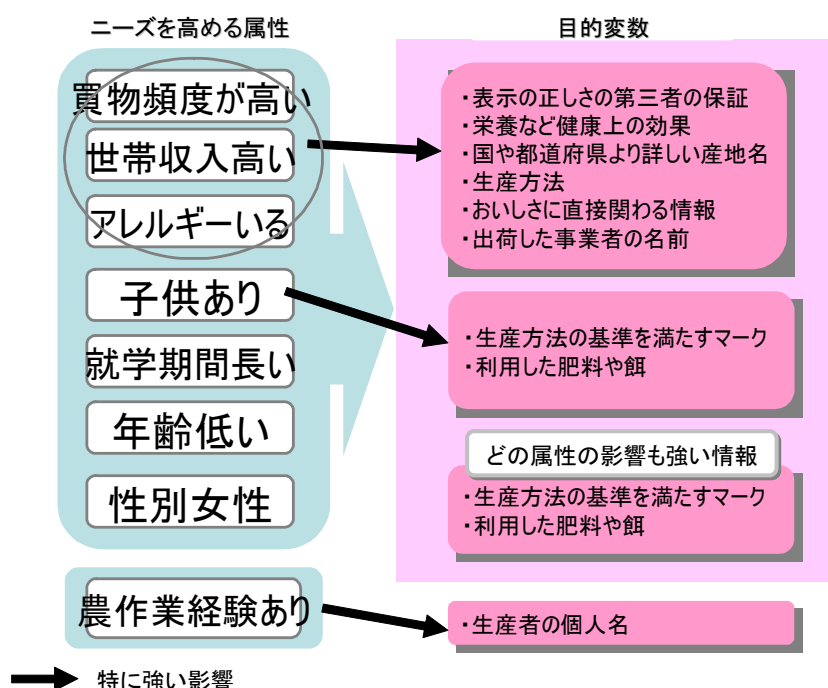 ニーズを高める属性
目的変数
買物頻度が高い
世帯収入高い
アレルギーいる
子供あり
就学期間長い
年齢低い
性別女性
農作業経験あり
・表示の正しさの第三者の保証
・栄養など健康上の効果
・国や都道府県より詳しい産地名
・生産方法
・おいしさに直接関わる情報
・出荷した事業者の名前
・生産方法の基準を満たすマーク
・利用した肥料や餌
どの属性の影響も強い情報
・生産方法の基準を満たすマーク
・利用した肥料や餌
・生産者の個人名
特に強い影響